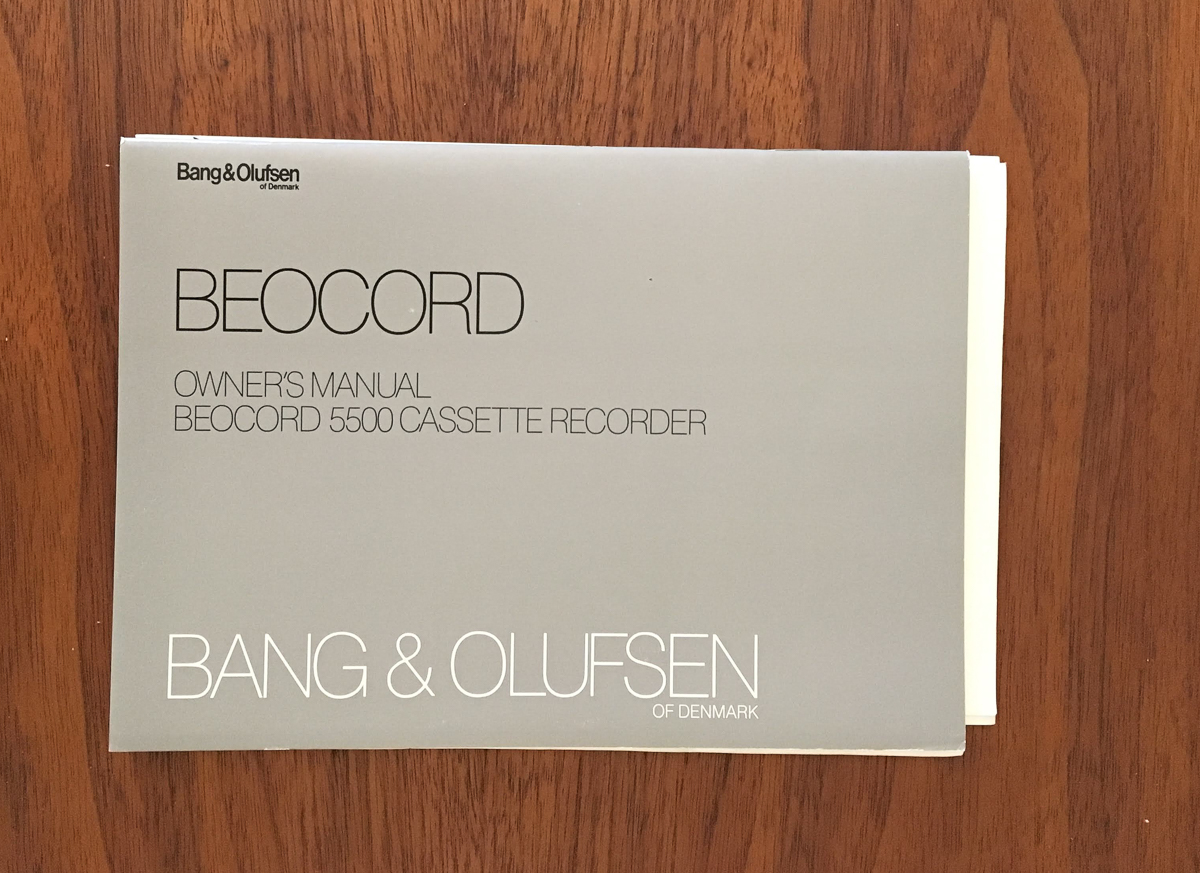 Bang&Olufsen
of Denmark
BEOCORD
OWNER'S MANUAL
BEOCORD 5500 CASSETTE RECORDER
BANG & OLUFSEN
OF DENMARK